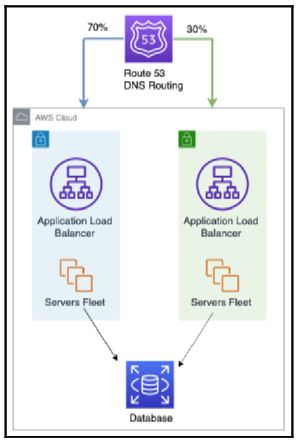 70%
30%
53
Route 53
DNS Routing
AWS Cloud
Application Load
Balancer
Servers Fleet
Application Load
Balancer
Servers Fleet
Database